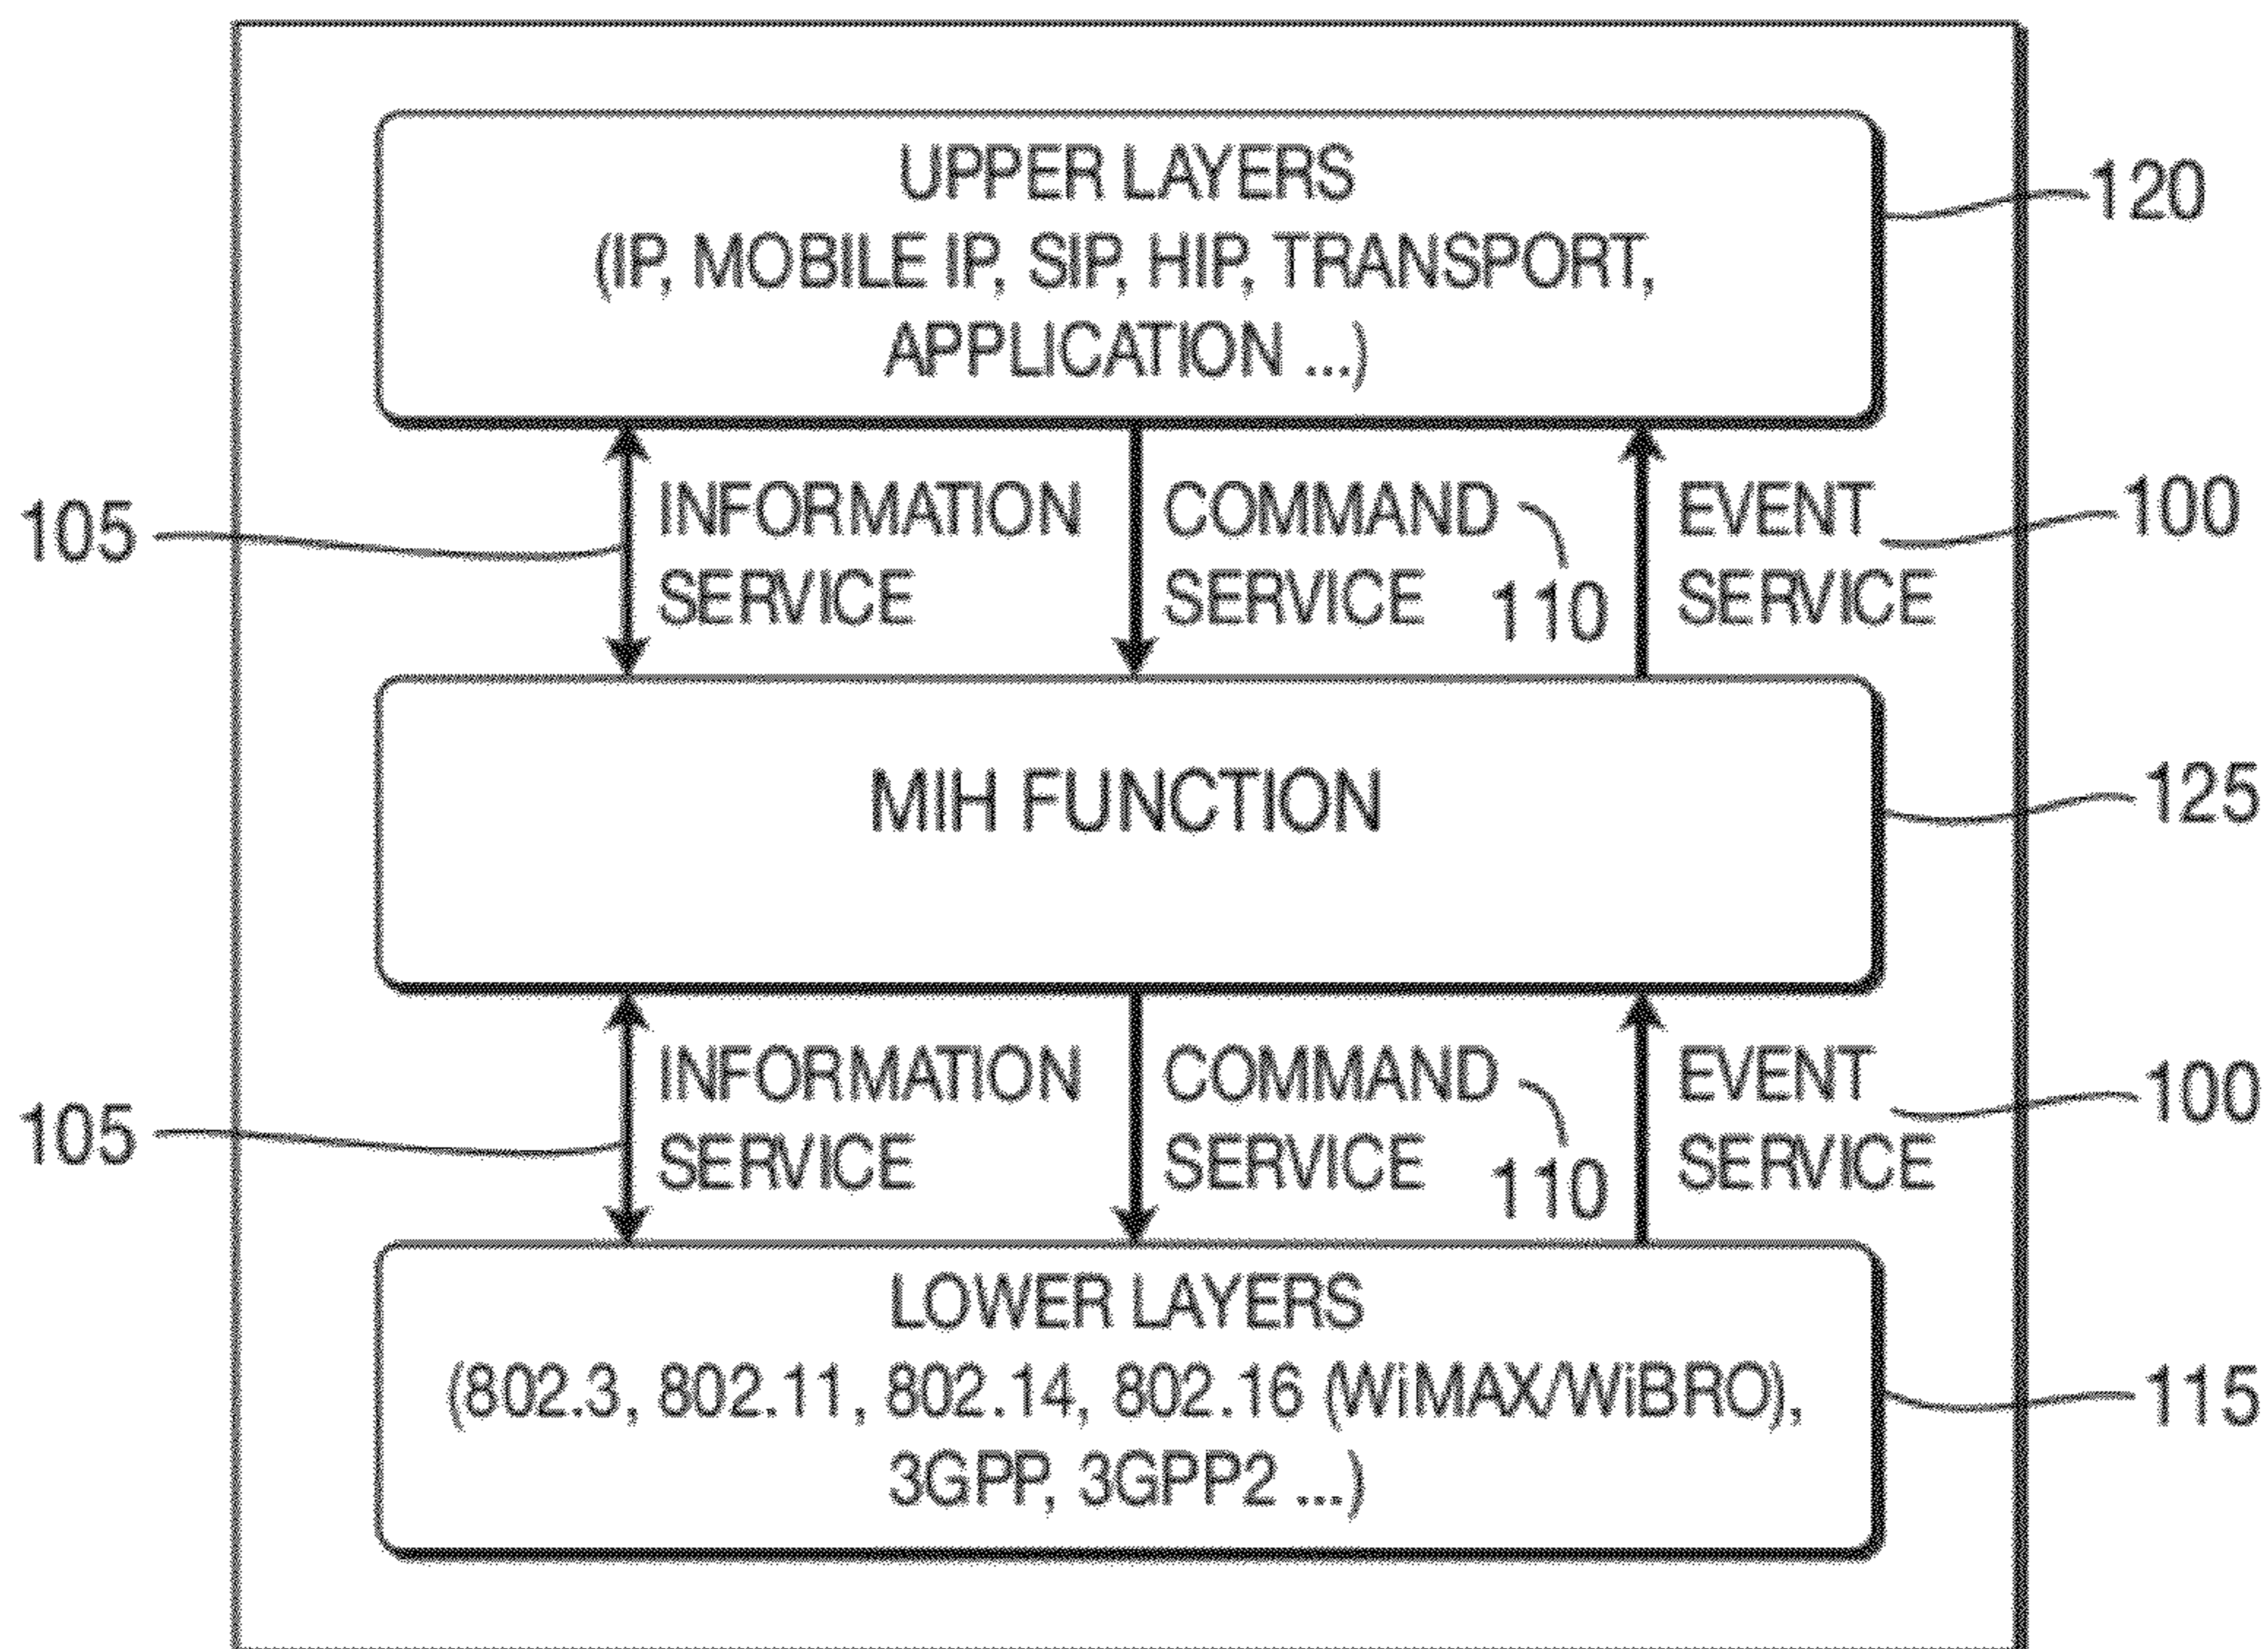 UPPER LAYERS
(IP, MOBILE IP, SIP, HIP, TRANSPORT,
APPLICATION ...)
120
105
INFORMATION
SERVICE
COMMAND
SERVICE
110
EVENT
SERVICE
100
MIH FUNCTION
125
105
INFORMATION
SERVICE
COMMAND
SERVICE
110
EVENT
SERVICE
100
LOWER LAYERS
(802.3, 802.11, 802.14, 802.16 (WiMAX/WiBRO),
3GPP, 3GPP2 ...)
115